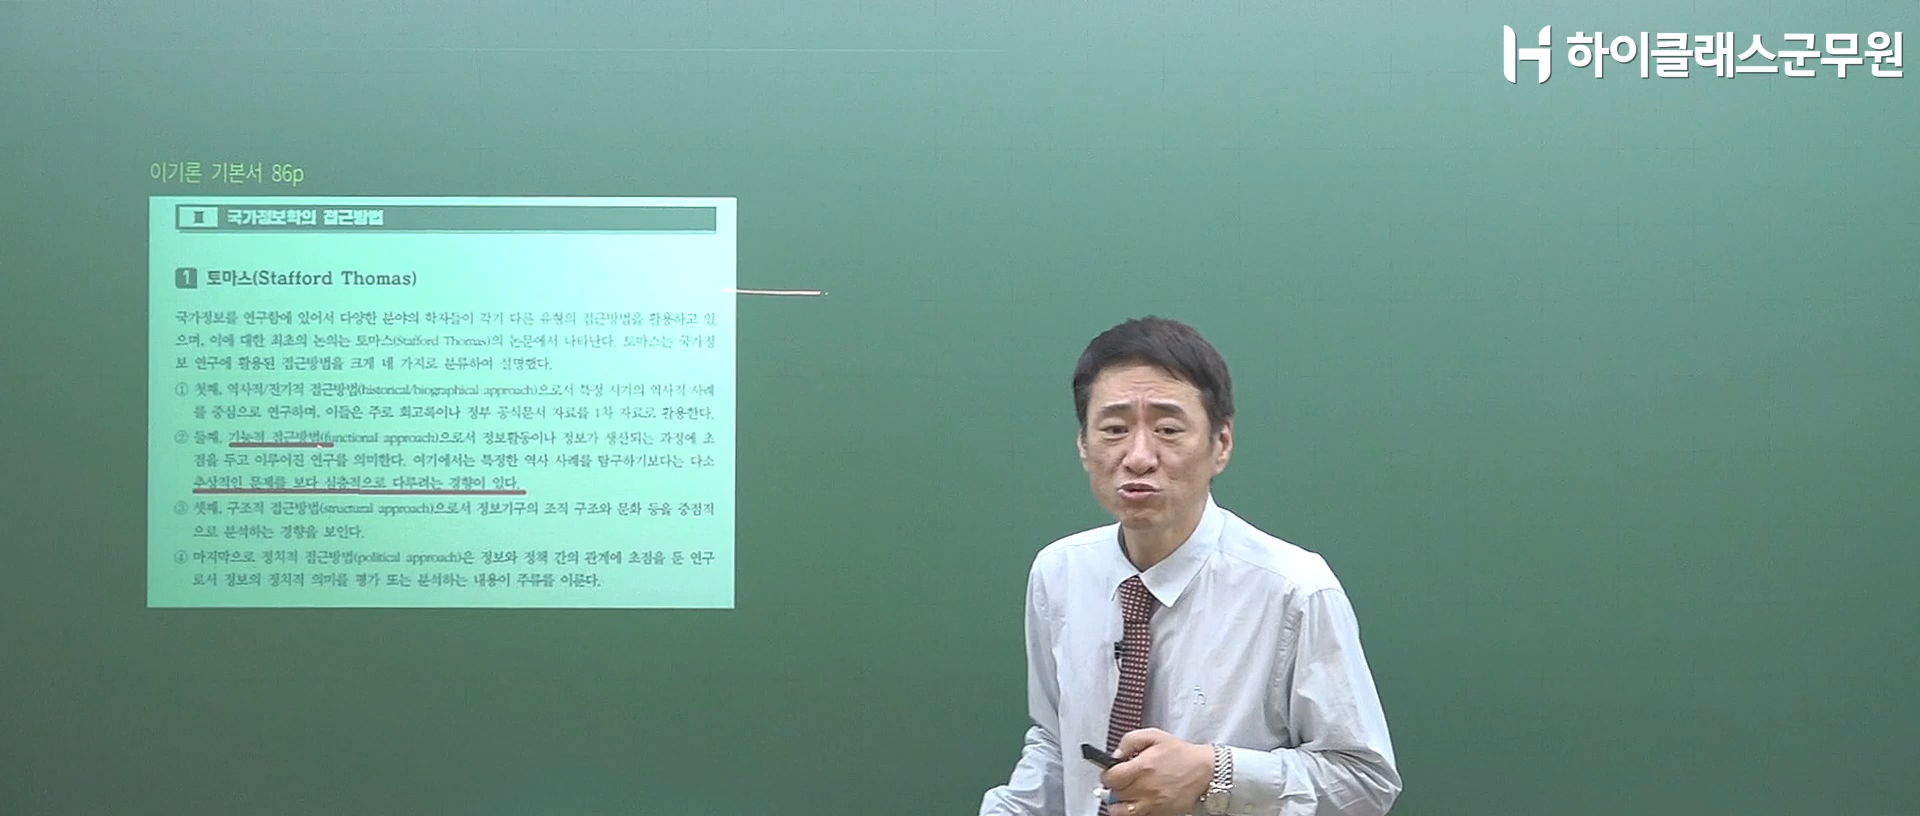 하이클래스군무원
이기론 기본서 86p
Ⅱ 국가정보학의 접근방법
1 토마스(Stafford Thomas)
국가정보를 연구함에 있어서 다양한 분야의 학자들이 각기 다른 유형의 접근방법을 활용하고 있
으며, 이에 대한 최초의 논의는 토마스(Stafford Thomas)의 논문에서 나타난다. 토마스는 국가정
보 연구에 활용된 접근방법을 크게 네 가지로 분류하여 설명했다.
① 첫째, 역사적/전기적 접근방법(historical/biographical approach)으로서 특정 시기의 역사적 사례
를 중심으로 연구하며, 이들은 주로 회고록이나 정부 공식문서 자료를 1차 자료로 활용한다.
② 둘째, 기능적 접근방법(functional approach)으로서 정보활동이나 정보가 생산되는 과정에 초
점을 두고 이루어진 연구를 의미한다. 여기에서는 특정한 역사 사례를 탐구하기보다는 다소
추상적인 문제를 보다 심층적으로 다루려는 경향이 있다.
③ 셋째, 구조적 접근방법(structural approach)으로서 정보기구의 조직 구조와 문화 등을 중점적
으로 분석하는 경향을 보인다.
④ 마지막으로 정치적 접근방법(political approach)은 정보와 정책 간의 관계에 초점을 둔 연구
로서 정보의 정치적 의미를 평가 또는 분석하는 내용이 주류를 이룬다.